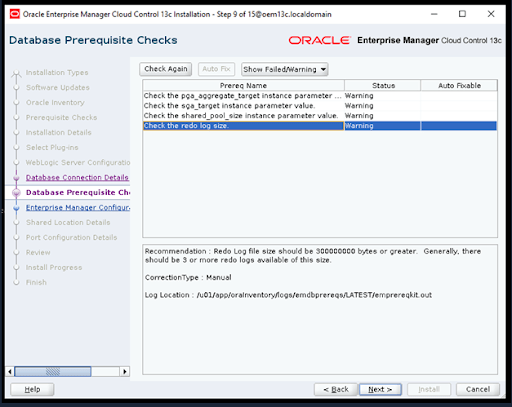 Oracle Enterprise Manager Cloud Control 13c Installation - Step 9 of 15@oem13c.localdomain
Database Prerequisite Checks
ORACLE Enterprise Manager Cloud Control 13c
Installation Types
Software Updates
Oracle Inventory
Prerequisite Checks
Installation Details
Select Plug-ins
WebLogic Server Configuration
Database Connection Details
Database Prerequisite Che
Enterprise Manager Configura
Shared Location Details
Port Configuration Details
Review
Install Progress
Finish
Check Again Auto Fix Show Failed/Warning
Prereq Name Status Auto Fixable
Check the pga_aggregate_target instance parameter ... Warning
Check the sga_target instance parameter value. Warning
Check the shared_pool_size instance parameter value. Warning
Check the redo log size. Warning
Recommendation : Redo Log file size should be 300000000 bytes or greater. Generally, there
should be 3 or more redo logs available of this size.
CorrectionType : Manual
Log Location : /u01/app/oraInventory/logs/emdbprereqs/LATEST/emprereqkit.out
Help < Back Next > Install Cancel